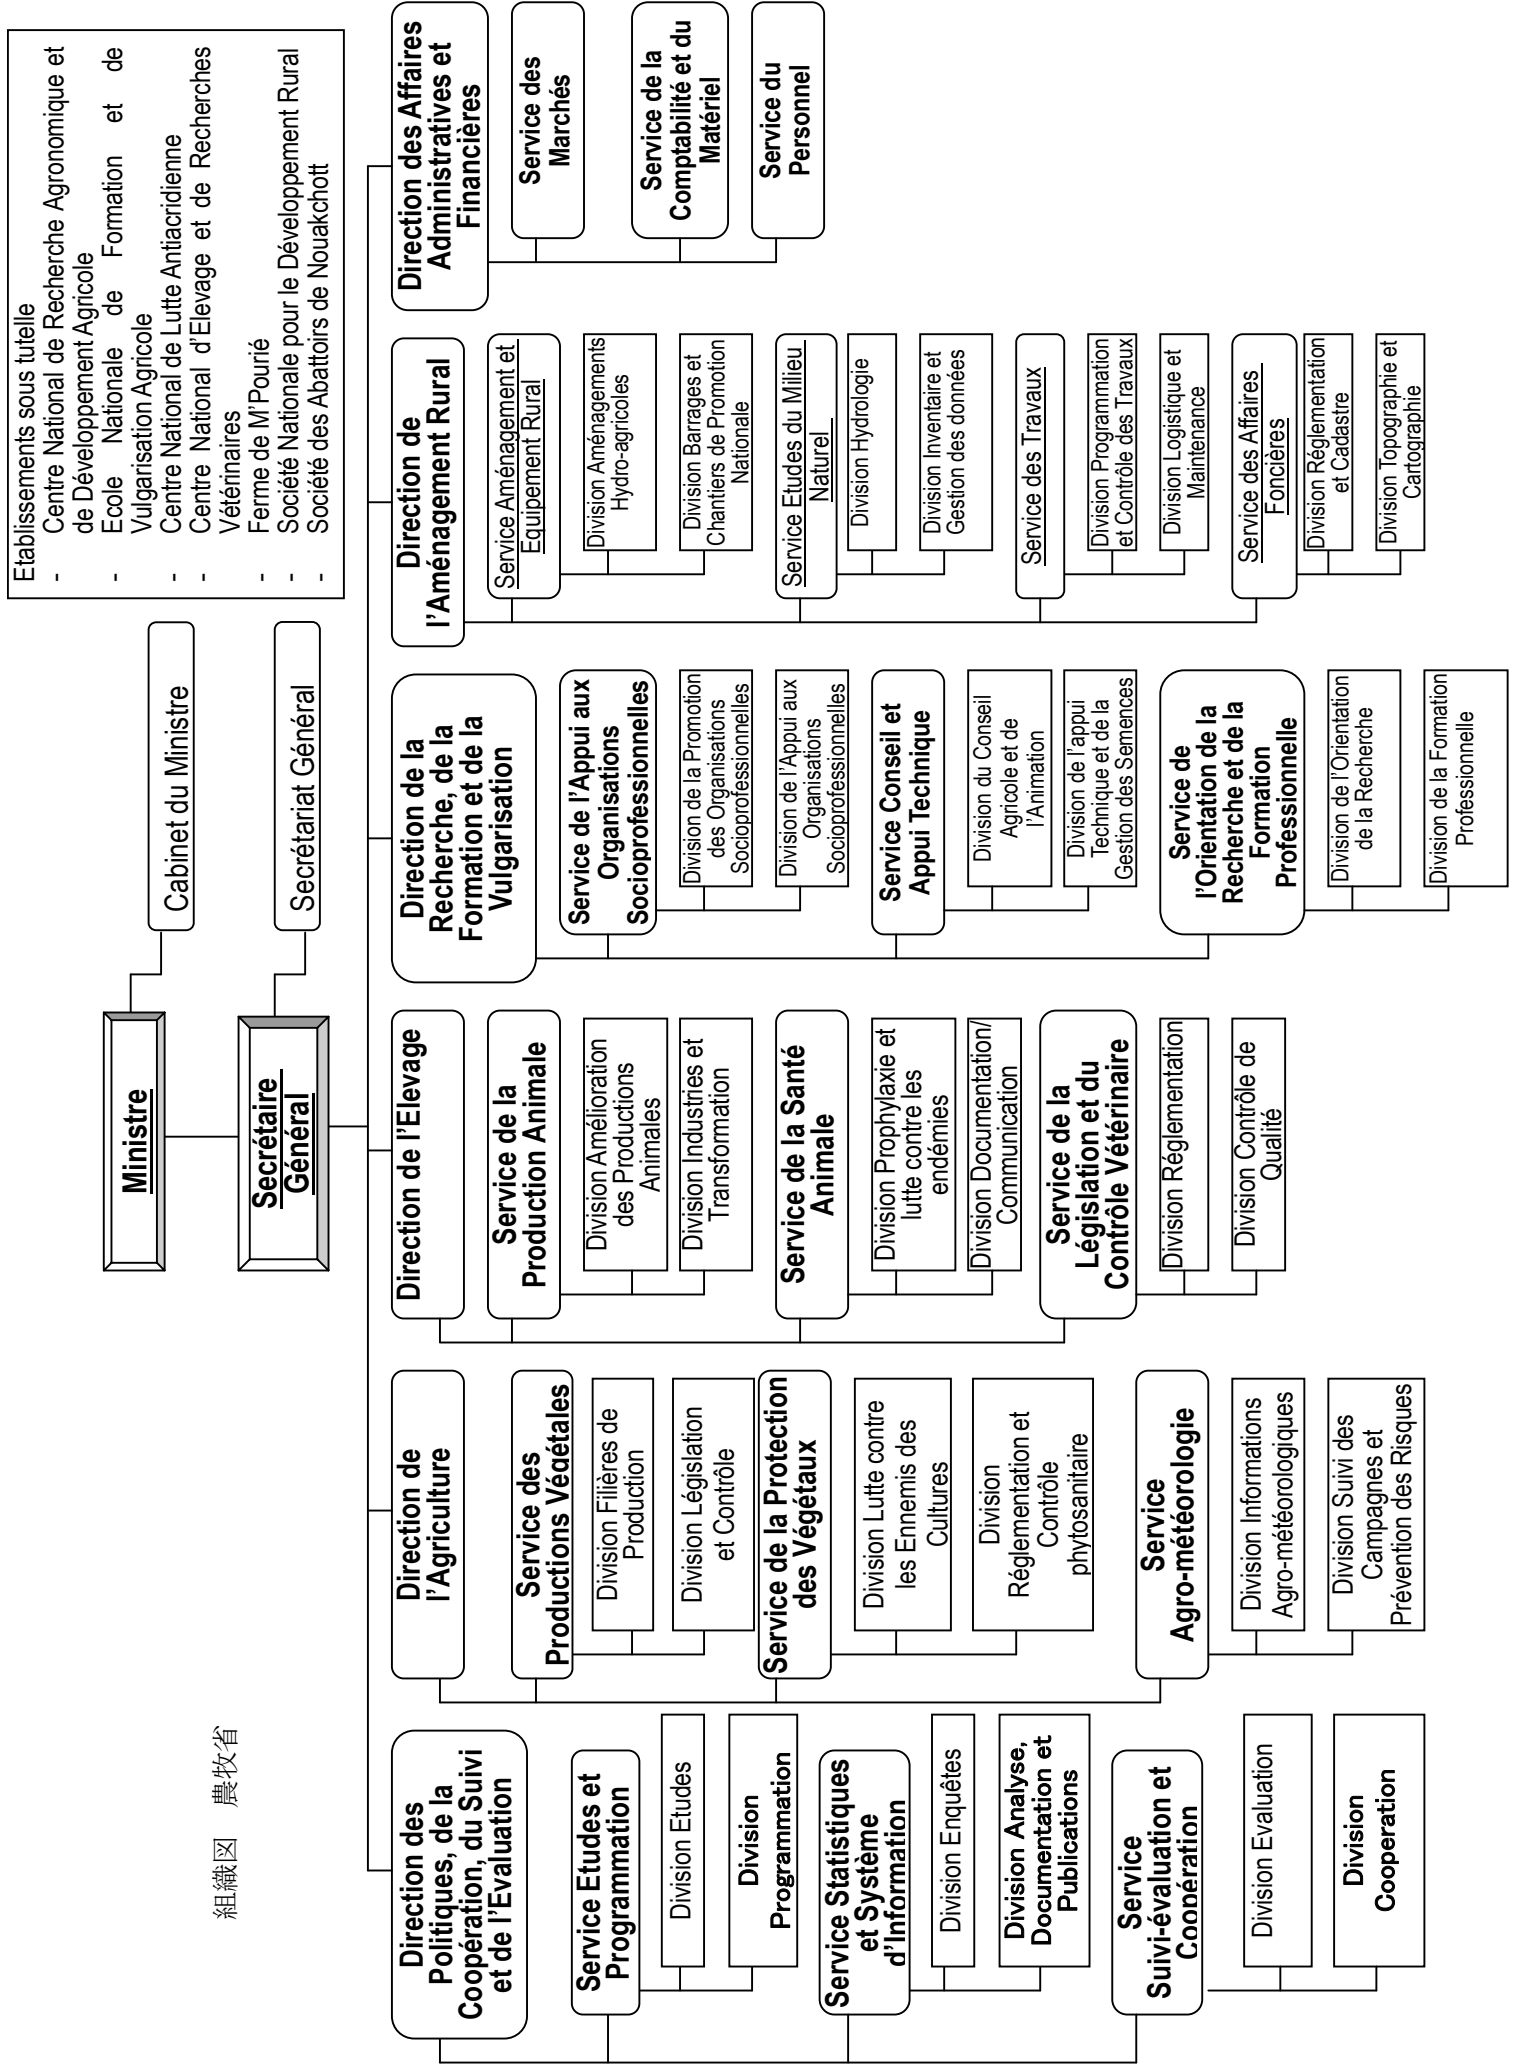 組織図 農牧省
Ministre
Cabinet du Ministre
Secrétaire
Général
Secrétariat Général
Etablissements sous tutelle
- Centre National de Recherche Agronomique et
de Développement Agricole
- Ecole Nationale de Formation et de
Vulgarisation Agricole
- Centre National de Lutte Antiacridienne
- Centre National d'Elevage et de Recherches
Vétérinaires
- Ferme de M'Pourié
- Société Nationale pour le Développement Rural
- Société des Abattoirs de Nouakchott
Direction des
Politiques, de la
Coopération, du Suivi
et de l'Evaluation
Service Etudes et
Programmation
Division Etudes
Division
Programmation
Service Statistiques
et Système
d'Information
Division Enquêtes
Division Analyse,
Documentation et
Publications
Service
Suivi-évaluation et
Coopération
Division Evaluation
Division
Cooperation
Direction de
l'Agriculture
Service des
Productions Végétales
Division Filières de
Production
Division Législation
et Contrôle
Service de la Protection
des Végétaux
Division Lutte contre
les Ennemis des
Cultures
Division
Réglementation et
Contrôle
phytosanitaire
Service
Agro-météorologie
Division Informations
Agro-météorologiques
Division Suivi des
Campagnes et
Prévention des Risques
Direction de l'Elevage
Service de la
Production Animale
Division Amélioration
des Productions
Animales
Division Industries et
Transformation
Service de la Santé
Animale
Division Prophylaxie et
lutte contre les
endémies
Division Documentation/
Communication
Service de la
Législation et du
Contrôle Vétérinaire
Division Réglementation
Division Contrôle de
Qualité
Direction de la
Recherche, de la
Formation et de la
Vulgarisation
Service de l'Appui aux
Organisations
Socioprofessionnelles
Division de la Promotion
des Organisations
Socioprofessionnelles
Division de l'Appui aux
Organisations
Socioprofessionnelles
Service Conseil et
Appui Technique
Division du Conseil
Agricole et de
l'Animation
Division de l'appui
Technique et de la
Gestion des Semences
Service de
l'Orientation de la
Recherche et de la
Formation
Professionnelle
Division de l'Orientation
de la Recherche
Division de la Formation
Professionnelle
Direction de
l'Aménagement Rural
Service Aménagement et
Equipement Rural
Division Aménagements
Hydro-agricoles
Division Barrages et
Chantiers de Promotion
Nationale
Service Etudes du Milieu
Naturel
Division Hydrologie
Division Inventaire et
Gestion des données
Service des Travaux
Division Programmation
et Contrôle des Travaux
Division Logistique et
Maintenance
Service des Affaires
Foncières
Division Réglementation
et Cadastre
Division Topographie et
Cartographie
Direction des Affaires
Administratives et
Financières
Service des
Marchés
Service de la
Comptabilité et du
Matériel
Service du
Personnel